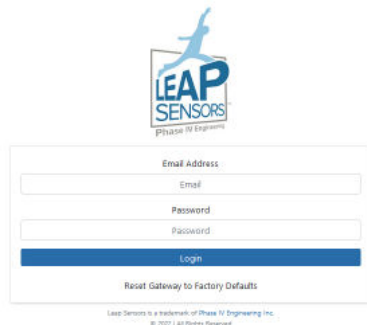 LEAP
SENSORS
Phase IV Engineering
Email Address
Email
Password
Password
Login
Reset Gateway to Factory Defaults
Leap Sensors is a trademark of Phase IV Engineering Inc.
© 2022 | All Rights Reserved